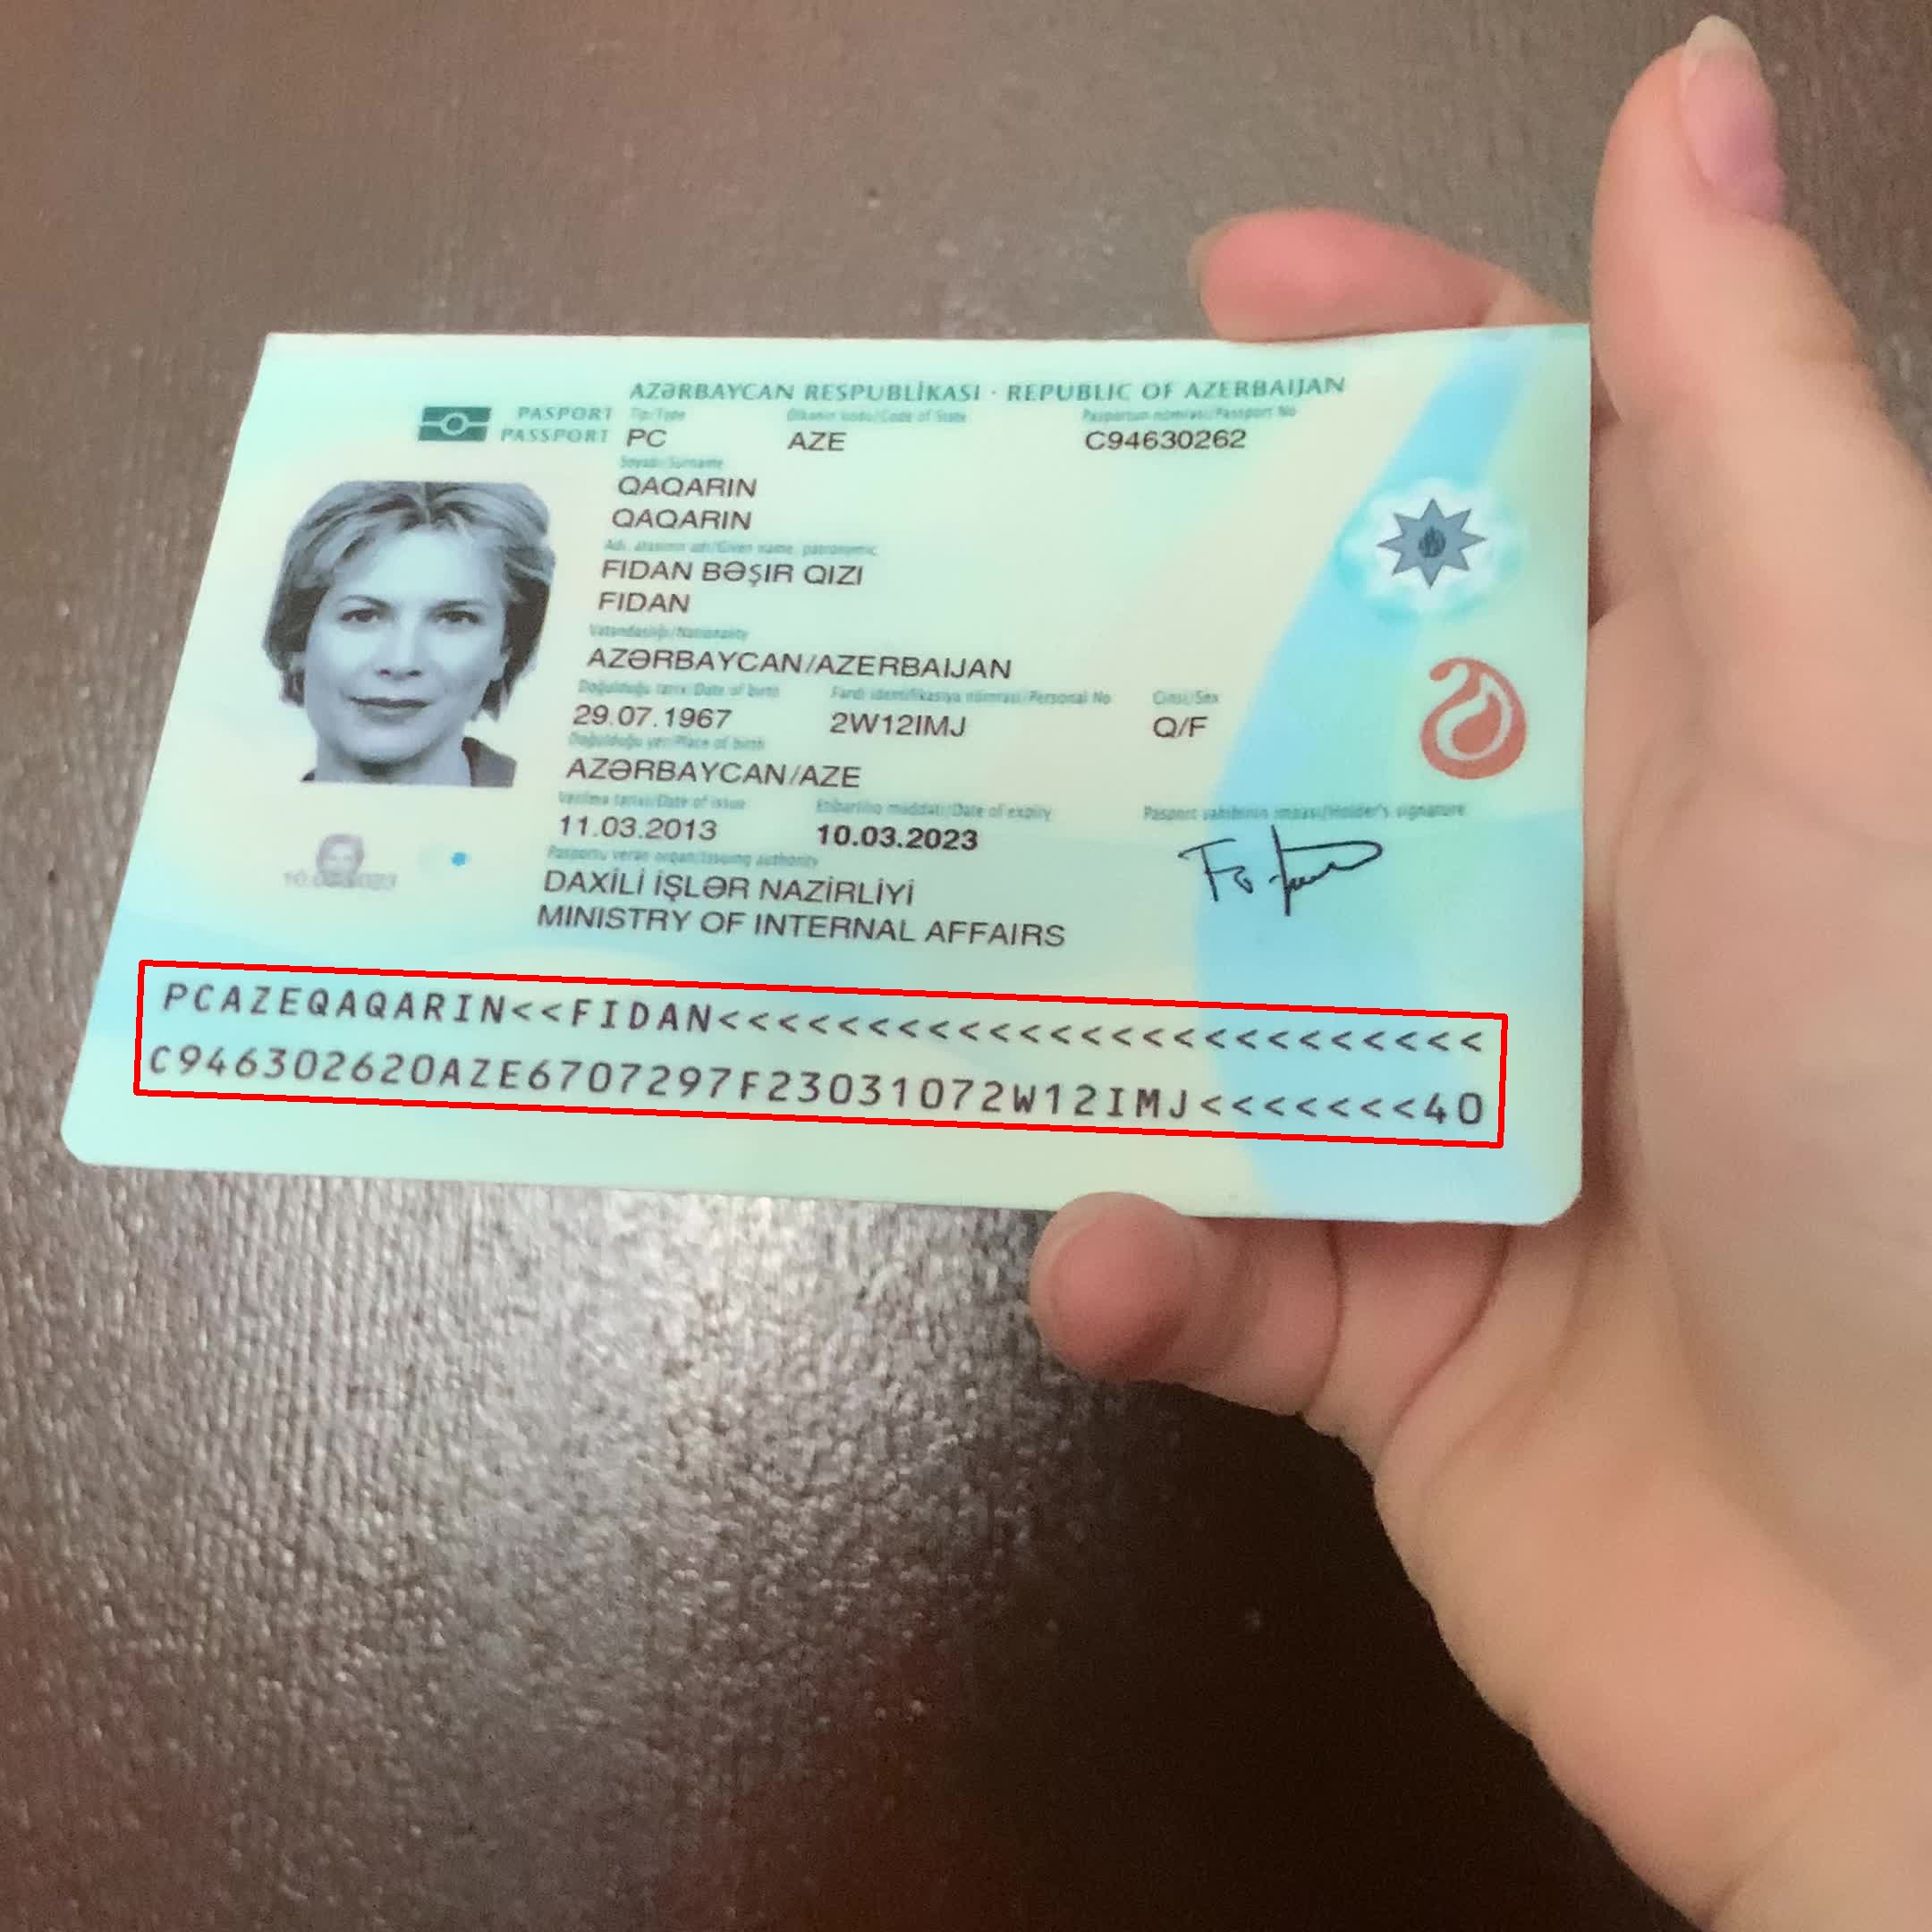 AZƏRBAYCAN RESPUBLİKASI · REPUBLIC OF AZERBAIJAN
PASPORT Tip/Type Ölkənin kodu/Code of State Pasportun nömrəsi/Passport No
PASSPORT PC AZE C94630262
Soyadı/Surname
QAQARIN
QAQARIN
Adı, atasının adı/Given name, patronomic
FIDAN BƏŞIR QIZI
FIDAN
Vətəndaşlığı/Nationality
AZƏRBAYCAN/AZERBAIJAN
Doğulduğu tarix/Date of birth Fərdi identifikasiya nömrəsi/Personal No Cinsi/Sex
29.07.1967 2W12IMJ Q/F
Doğulduğu yer/Place of birth
AZƏRBAYCAN/AZE
Verilmə tarixi/Date of issue Etibarlılıq müddəti/Date of expiry Pasport sahibinin imzası/Holder's signature
11.03.2013 10.03.2023
Pasportu verən orqan/Issuing authority
DAXİLİ İŞLƏR NAZİRLİYİ
MINISTRY OF INTERNAL AFFAIRS
PCAZEQAQARIN<<FIDAN<<<<<<<<<<<<<<<<<<<<<<<<<
C946302620AZE6707297F23031072W12IMJ<<<<<<<40